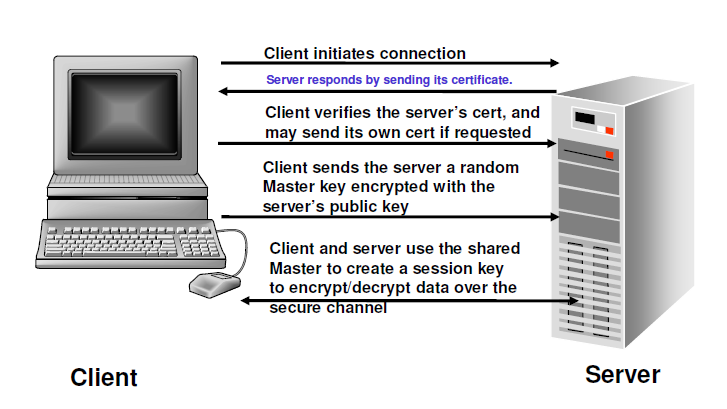 Client initiates connection
Server responds by sending its certificate.
Client verifies the server's cert, and
may send its own cert if requested
Client sends the server a random
Master key encrypted with the
server's public key
Client and server use the shared
Master to create a session key
to encrypt/decrypt data over the
secure channel
Client
Server